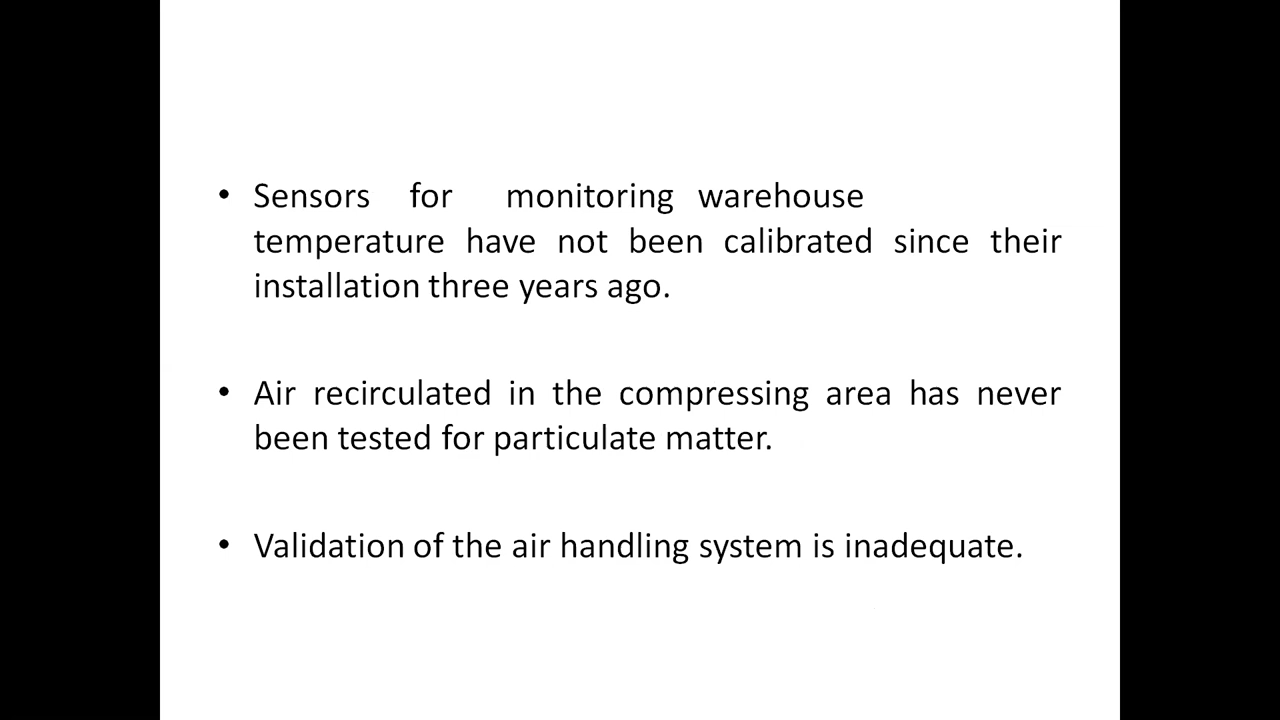 • Sensors for monitoring warehouse
temperature have not been calibrated since their
installation three years ago.
• Air recirculated in the compressing area has never
been tested for particulate matter.
• Validation of the air handling system is inadequate.